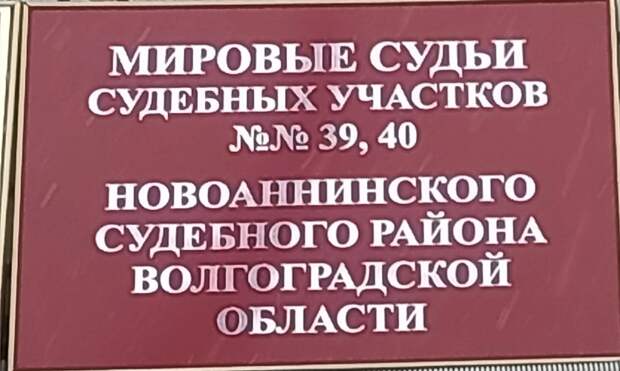 МИРОВЫЕ СУДЬИ
СУДЕБНЫХ УЧАСТКОВ
№№ 39, 40
НОВОАННИНСКОГО
СУДЕБНОГО РАЙОНА
ВОЛГОГРАДСКОЙ
ОБЛАСТИ